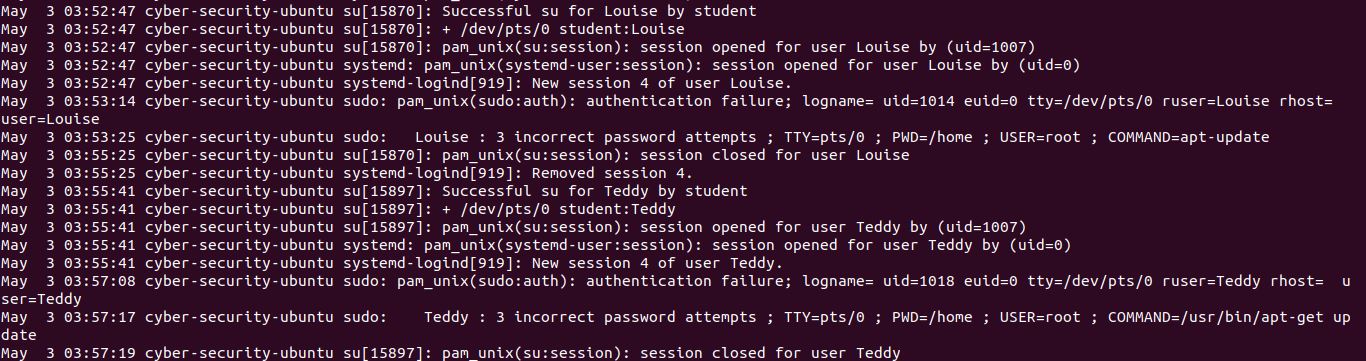 May  3 03:52:47 cyber-security-ubuntu su[15870]: Successful su for Louise by student
May  3 03:52:47 cyber-security-ubuntu su[15870]: + /dev/pts/0 student:Louise
May  3 03:52:47 cyber-security-ubuntu su[15870]: pam_unix(su:session): session opened for user Louise by (uid=1007)
May  3 03:52:47 cyber-security-ubuntu systemd: pam_unix(systemd-user:session): session opened for user Louise by (uid=0)
May  3 03:52:47 cyber-security-ubuntu systemd-logind[919]: New session 4 of user Louise.
May  3 03:53:14 cyber-security-ubuntu sudo: pam_unix(sudo:auth): authentication failure; logname= uid=1014 euid=0 tty=/dev/pts/0 ruser=Louise rhost=
user=Louise
May  3 03:53:25 cyber-security-ubuntu sudo:   Louise : 3 incorrect password attempts ; TTY=pts/0 ; PWD=/home ; USER=root ; COMMAND=apt-update
May  3 03:55:25 cyber-security-ubuntu su[15870]: pam_unix(su:session): session closed for user Louise
May  3 03:55:25 cyber-security-ubuntu systemd-logind[919]: Removed session 4.
May  3 03:55:41 cyber-security-ubuntu su[15897]: Successful su for Teddy by student
May  3 03:55:41 cyber-security-ubuntu su[15897]: + /dev/pts/0 student:Teddy
May  3 03:55:41 cyber-security-ubuntu su[15897]: pam_unix(su:session): session opened for user Teddy by (uid=1007)
May  3 03:55:41 cyber-security-ubuntu systemd: pam_unix(systemd-user:session): session opened for user Teddy by (uid=0)
May  3 03:55:41 cyber-security-ubuntu systemd-logind[919]: New session 4 of user Teddy.
May  3 03:57:08 cyber-security-ubuntu sudo: pam_unix(sudo:auth): authentication failure; logname= uid=1018 euid=0 tty=/dev/pts/0 ruser=Teddy rhost=  u
ser=Teddy
May  3 03:57:17 cyber-security-ubuntu sudo:    Teddy : 3 incorrect password attempts ; TTY=pts/0 ; PWD=/home ; USER=root ; COMMAND=/usr/bin/apt-get up
date
May  3 03:57:19 cyber-security-ubuntu su[15897]: pam_unix(su:session): session closed for user Teddy